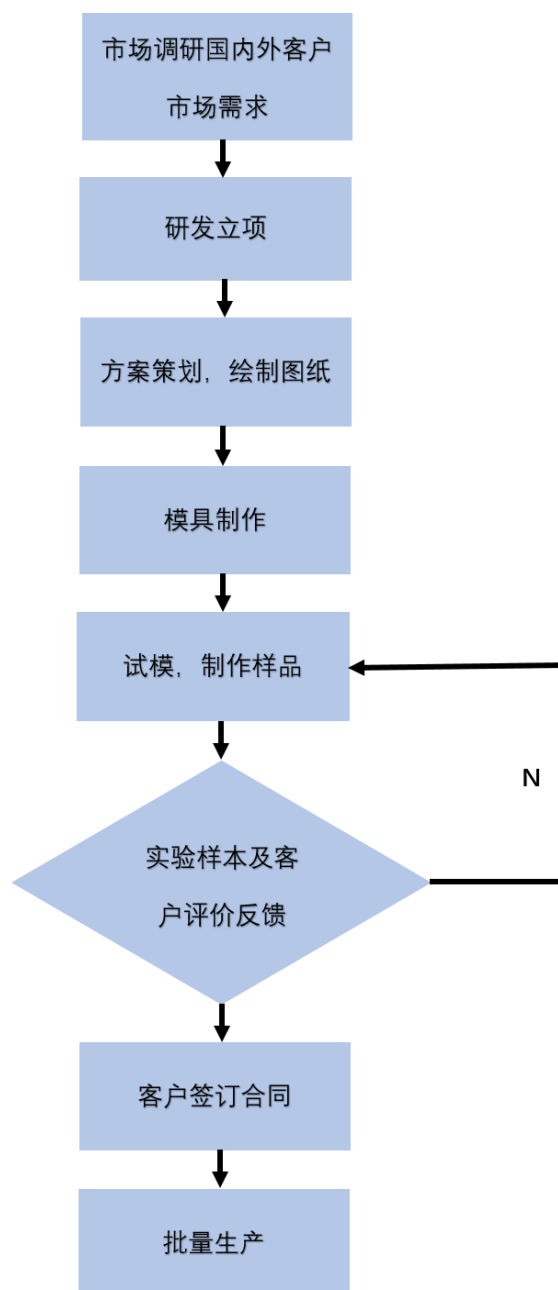 市场调研国内外客户
市场需求
研发立项
方案策划，绘制图纸
模具制作
试模，制作样品
N
实验样本及客
户评价反馈
客户签订合同
批量生产